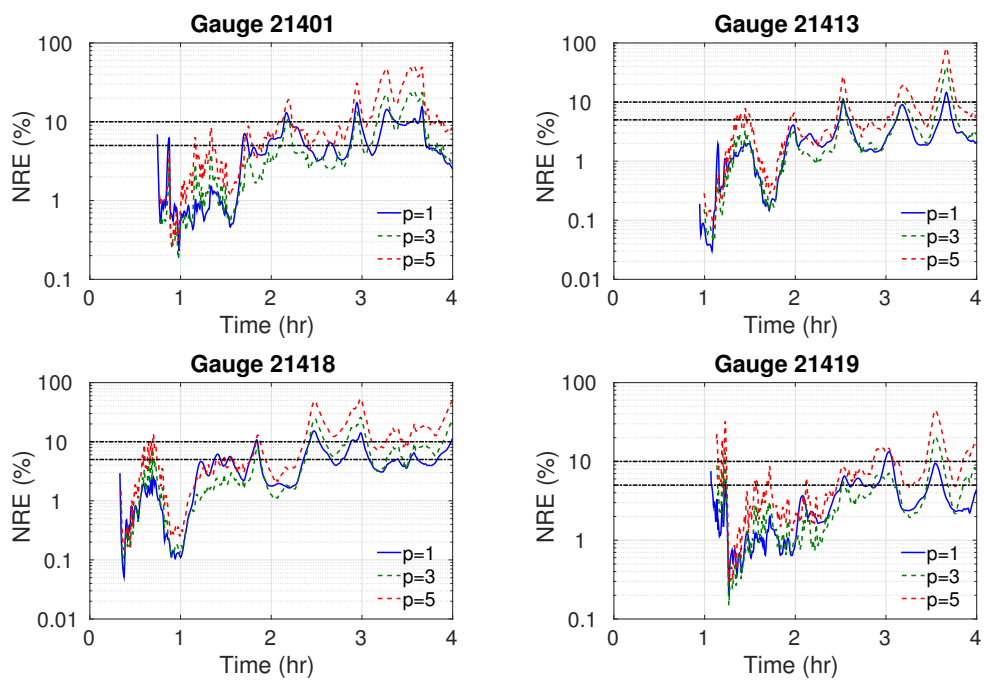 Gauge 21401
NRE (%)
100
10
1
0.1
0 1 2 3 4
Time (hr)
p=1
p=3
p=5
Gauge 21413
NRE (%)
100
10
1
0.1
0.01
0 1 2 3 4
Time (hr)
p=1
p=3
p=5
Gauge 21418
NRE (%)
100
10
1
0.1
0.01
0 1 2 3 4
Time (hr)
p=1
p=3
p=5
Gauge 21419
NRE (%)
100
10
1
0.1
0 1 2 3 4
Time (hr)
p=1
p=3
p=5